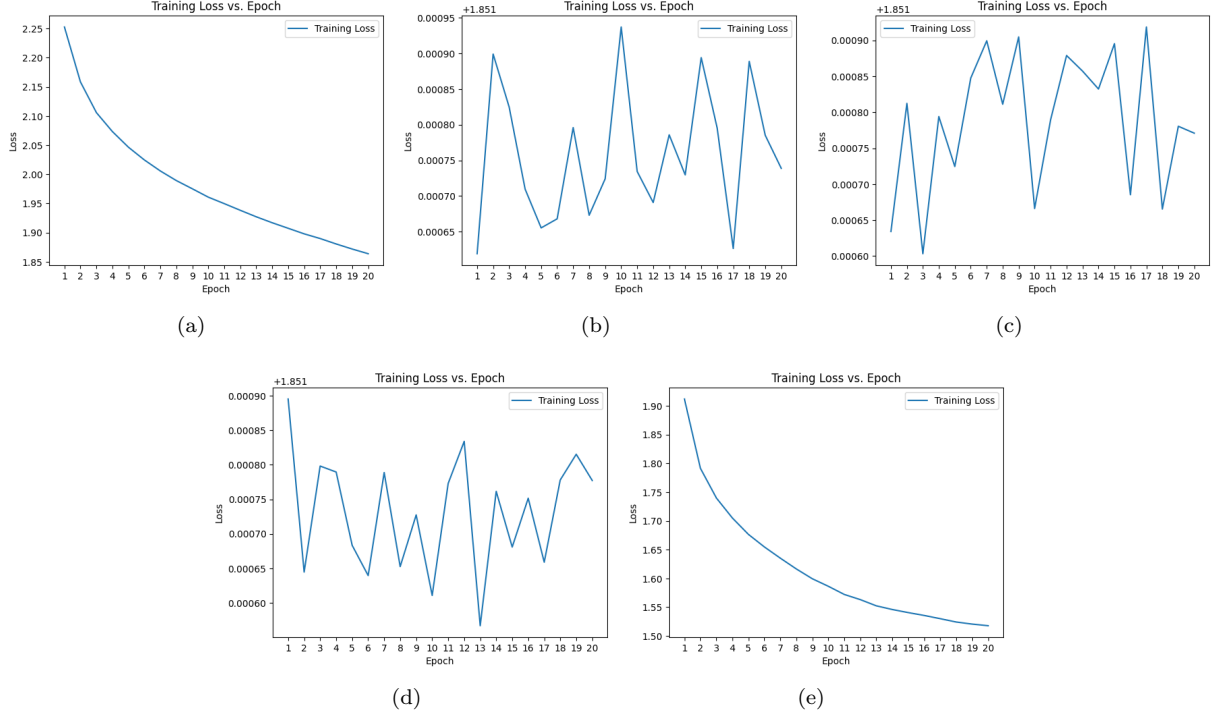 Training Loss vs. Epoch
Training Loss
2.25
2.20
2.15
2.10
2.05
2.00
1.95
1.90
1.85
Loss
1 2 3 4 5 6 7 8 9 10 11 12 13 14 15 16 17 18 19 20
Epoch
(a)
Training Loss vs. Epoch
+1.851
Training Loss
0.00095
0.00090
0.00085
0.00080
0.00075
0.00070
0.00065
Loss
1 2 3 4 5 6 7 8 9 10 11 12 13 14 15 16 17 18 19 20
Epoch
(b)
Training Loss vs. Epoch
+1.851
Training Loss
0.00090
0.00085
0.00080
0.00075
0.00070
0.00065
0.00060
Loss
1 2 3 4 5 6 7 8 9 10 11 12 13 14 15 16 17 18 19 20
Epoch
(c)
Training Loss vs. Epoch
+1.851
Training Loss
0.00090
0.00085
0.00080
0.00075
0.00070
0.00065
0.00060
Loss
1 2 3 4 5 6 7 8 9 10 11 12 13 14 15 16 17 18 19 20
Epoch
(d)
Training Loss vs. Epoch
Training Loss
1.90
1.85
1.80
1.75
1.70
1.65
1.60
1.55
1.50
Loss
1 2 3 4 5 6 7 8 9 10 11 12 13 14 15 16 17 18 19 20
Epoch
(e)